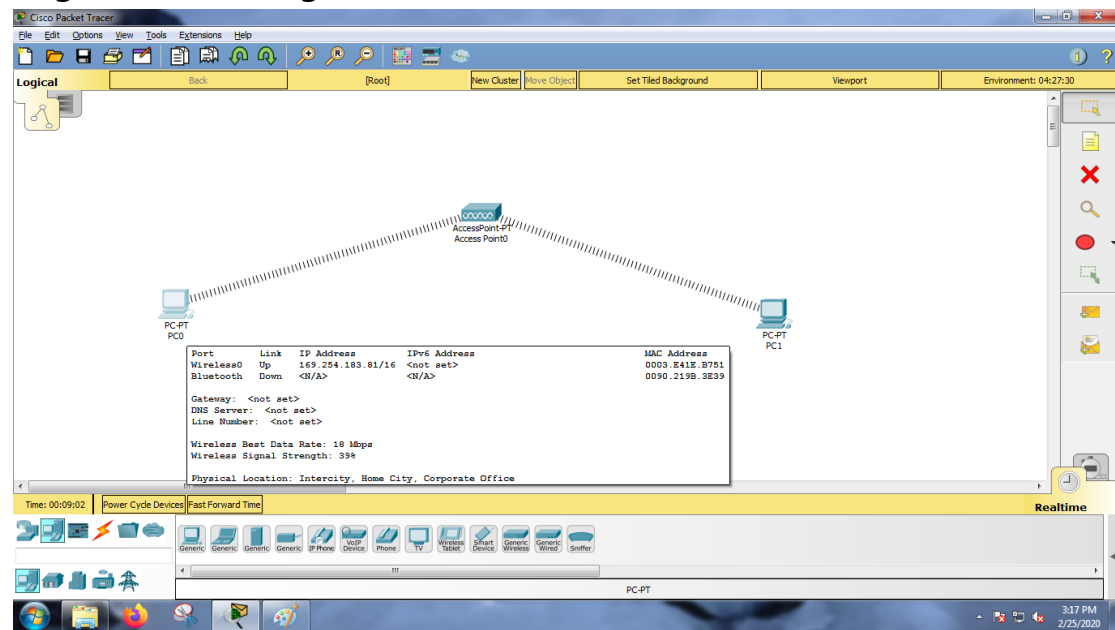 Cisco Packet Tracer
File Edit Options View Tools Extensions Help
Logical Back [Root] New Cluster Move Object Set Tiled Background Viewport Environment: 04:27:30
AccessPoint-PT
Access Point0
PC-PT
PC0
PC-PT
PC1
Port Link IP Address IPv6 Address MAC Address
Wireless0 Up 169.254.183.81/16 <not set> 0003.E41E.B751
Bluetooth Down <N/A> <N/A> 0090.219B.3E39
Gateway: <not set>
DNS Server: <not set>
Line Number: <not set>
Wireless Best Data Rate: 18 Mbps
Wireless Signal Strength: 39%
Physical Location: Intercity, Home City, Corporate Office
Time: 00:09:02 Power Cycle Devices Fast Forward Time Realtime
Generic Generic Generic Generic IP Phone VoIP Device Phone TV Wireless Tablet Smart Device Generic Wireless Generic Wired Sniffer
PC-PT
3:17 PM
2/25/2020